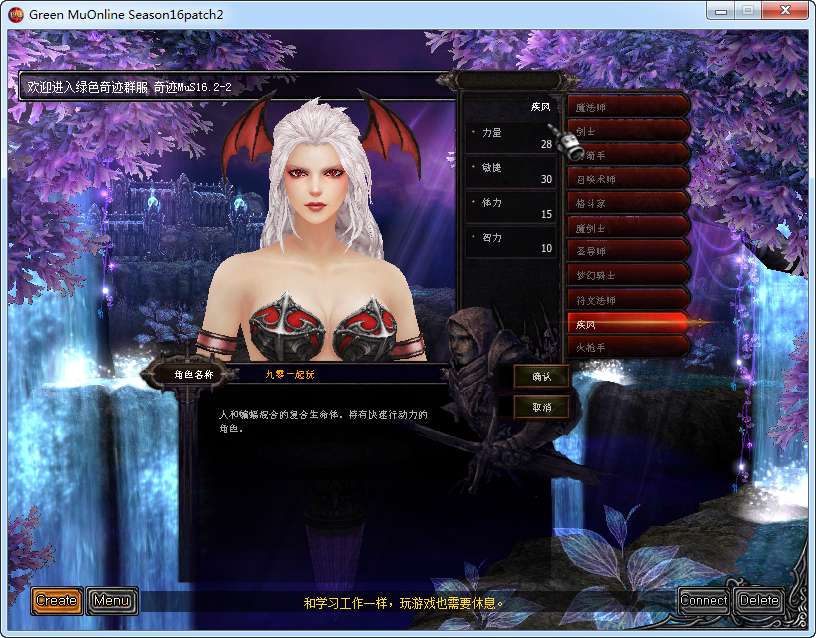 Green MuOnline Season16patch2
欢迎进入绿色奇迹群服 奇迹MuS16.2-2
疾风
· 力量
28
· 敏捷
30
· 体力
15
· 智力
10
魔法师
剑士
弓箭手
召唤术师
格斗家
魔剑士
圣导师
梦幻骑士
符文法师
疾风
火枪手
角色名称
九零一起玩
确认
取消
人和蝙蝠混合的复合生命体。将有快速行动力的
角色。
Create
Menu
和学习工作一样，玩游戏也需要休息。
Connect
Delete